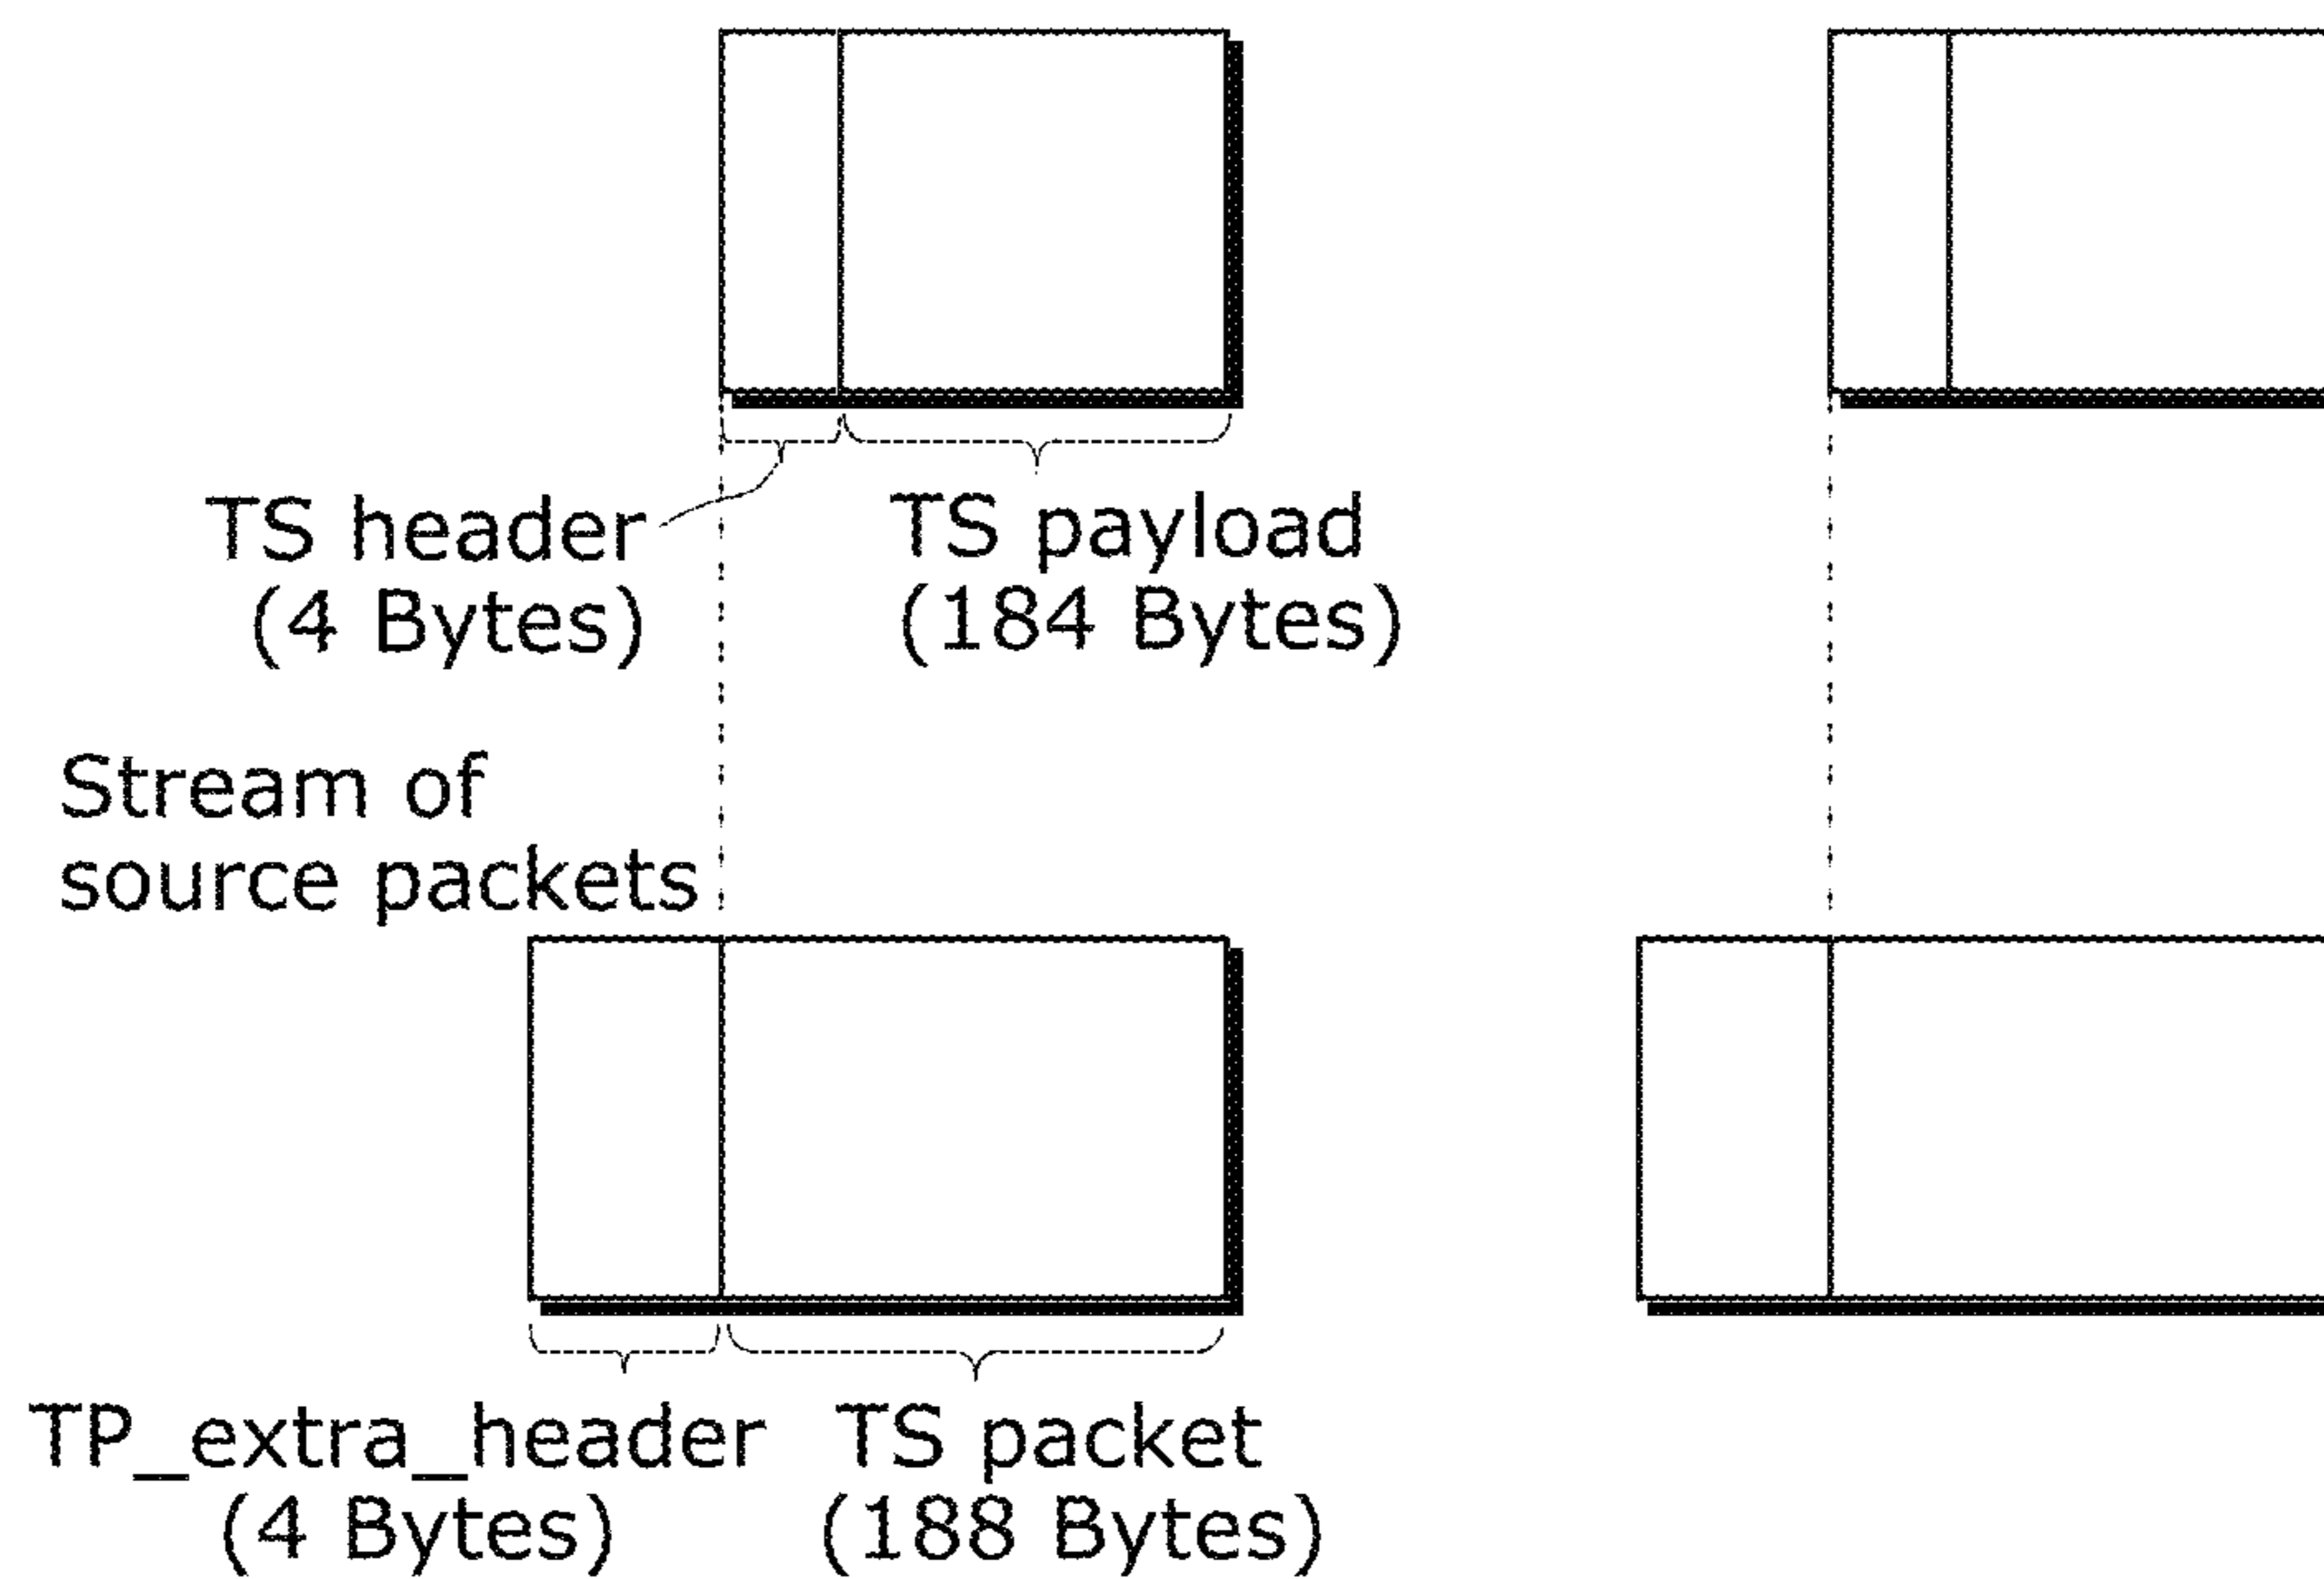 TS header
(4 Bytes)
TS payload
(184 Bytes)
Stream of
source packets
TP_extra_header
(4 Bytes)
TS packet
(188 Bytes)